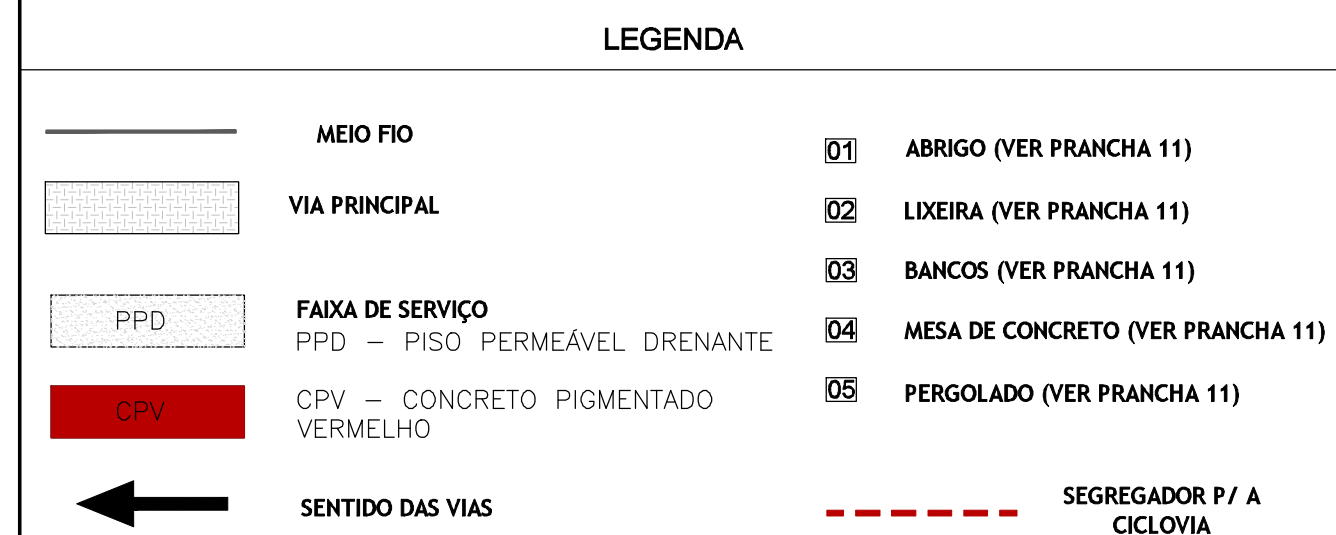 LEGENDA
MEIO FIO
VIA PRINCIPAL
PPD
FAIXA DE SERVIÇO
PPD – PISO PERMEÁVEL DRENANTE
CPV
CPV – CONCRETO PIGMENTADO
VERMELHO
SENTIDO DAS VIAS
01 ABRIGO (VER PRANCHA 11)
02 LIXEIRA (VER PRANCHA 11)
03 BANCOS (VER PRANCHA 11)
04 MESA DE CONCRETO (VER PRANCHA 11)
05 PERGOLADO (VER PRANCHA 11)
SEGREGADOR P/ A
CICLOVIA